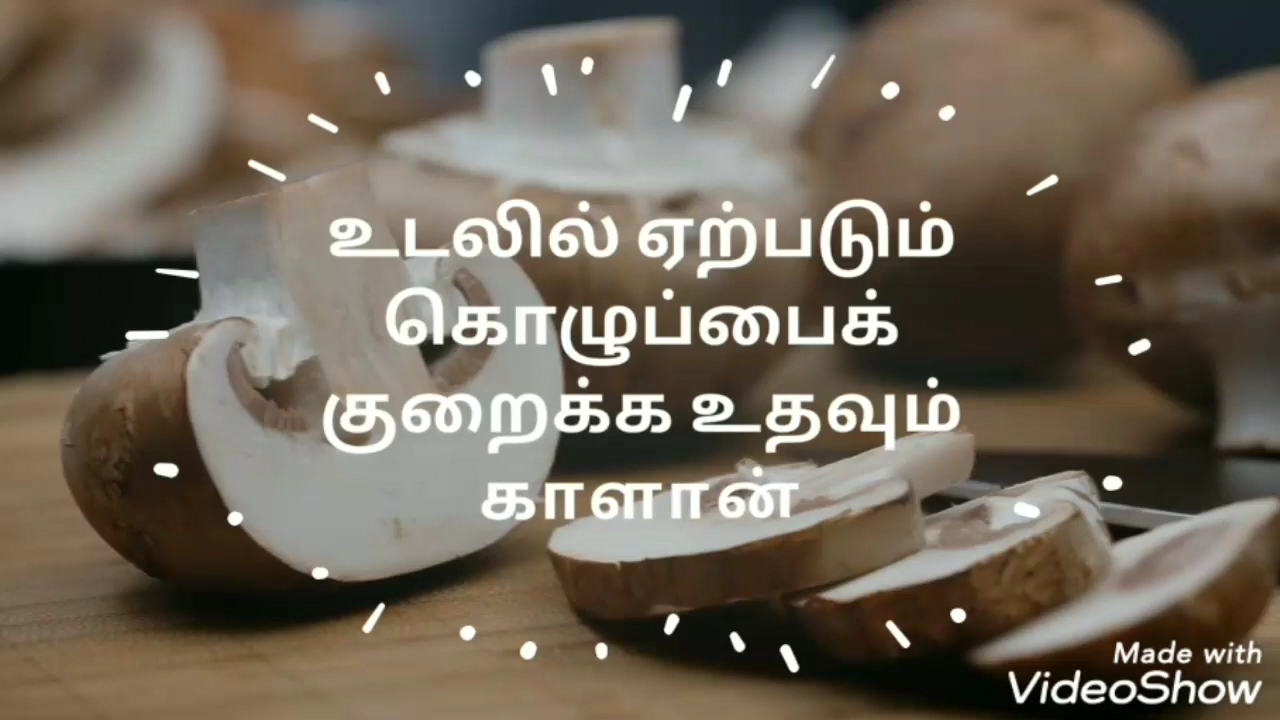 உடலில் ஏற்படும்
கொழுப்பைக்
குறைக்க உதவும்
காளான்
Made with
VideoShow